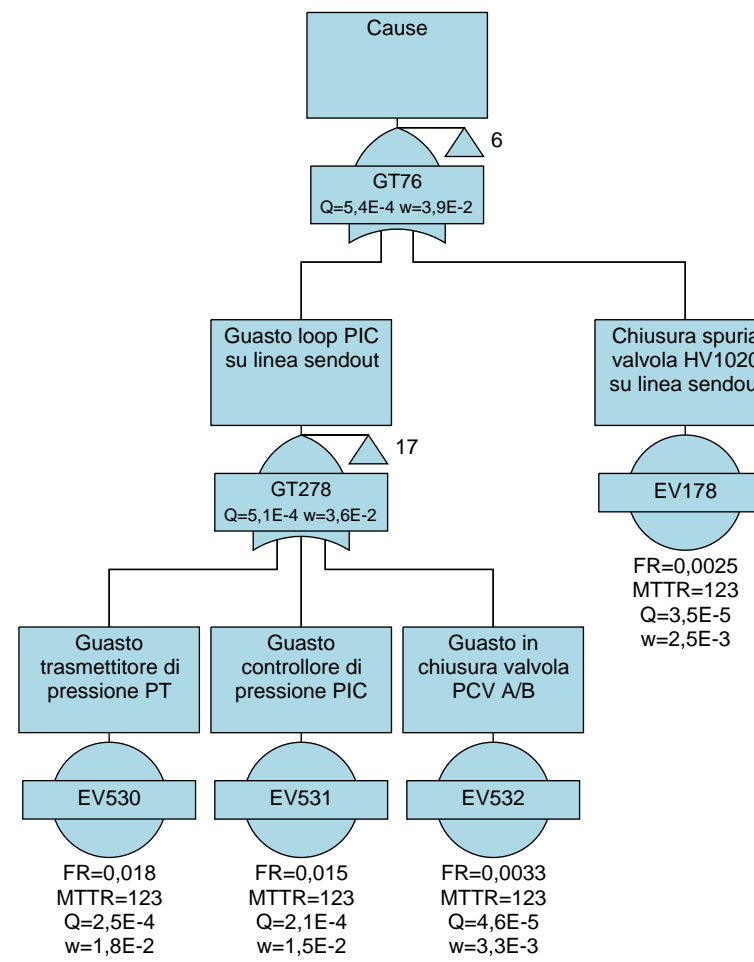 Cause
6
GT76
Q=5,4E-4 w=3,9E-2
Guasto loop PIC
su linea sendout
Chiusura spuria
valvola HV1020
su linea sendou
17
GT278
Q=5,1E-4 w=3,6E-2
EV178
FR=0,0025
MTTR=123
Q=3,5E-5
w=2,5E-3
Guasto
trasmettitore di
pressione PT
Guasto
controllore di
pressione PIC
Guasto in
chiusura valvola
PCV A/B
EV530
EV531
EV532
FR=0,018
MTTR=123
Q=2,5E-4
w=1,8E-2
FR=0,015
MTTR=123
Q=2,1E-4
w=1,5E-2
FR=0,0033
MTTR=123
Q=4,6E-5
w=3,3E-3